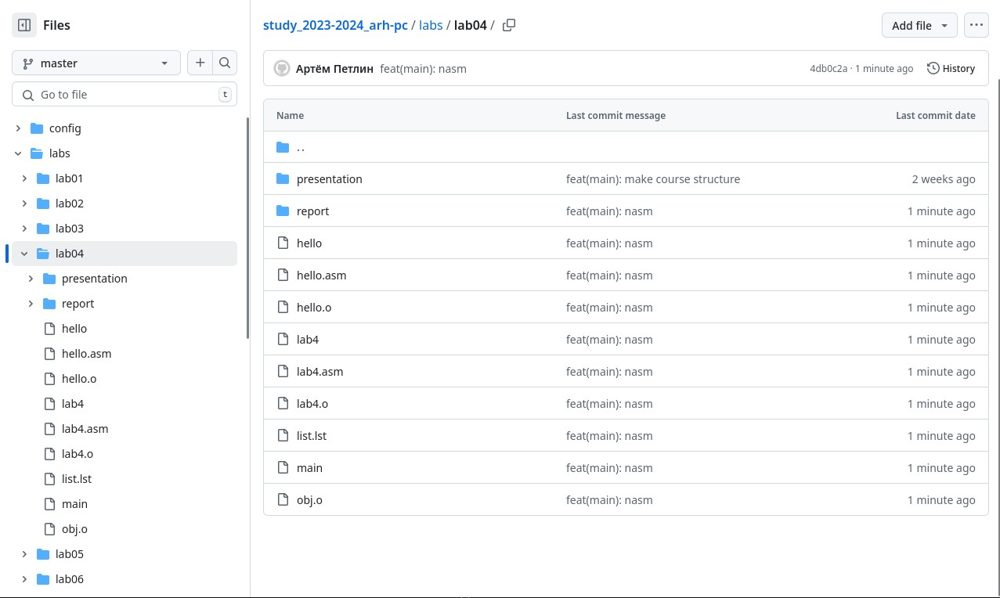 Files
master
Go to file
t
config
labs
lab01
lab02
lab03
lab04
presentation
report
hello
hello.asm
hello.o
lab4
lab4.asm
lab4.o
list.lst
main
obj.o
lab05
lab06
study_2023-2024_arh-pc / labs / lab04 /
Add file
Артём Петлин feat(main): nasm 4db0c2a · 1 minute ago History
Name Last commit message Last commit date
..
presentation feat(main): make course structure 2 weeks ago
report feat(main): nasm 1 minute ago
hello feat(main): nasm 1 minute ago
hello.asm feat(main): nasm 1 minute ago
hello.o feat(main): nasm 1 minute ago
lab4 feat(main): nasm 1 minute ago
lab4.asm feat(main): nasm 1 minute ago
lab4.o feat(main): nasm 1 minute ago
list.lst feat(main): nasm 1 minute ago
main feat(main): nasm 1 minute ago
obj.o feat(main): nasm 1 minute ago